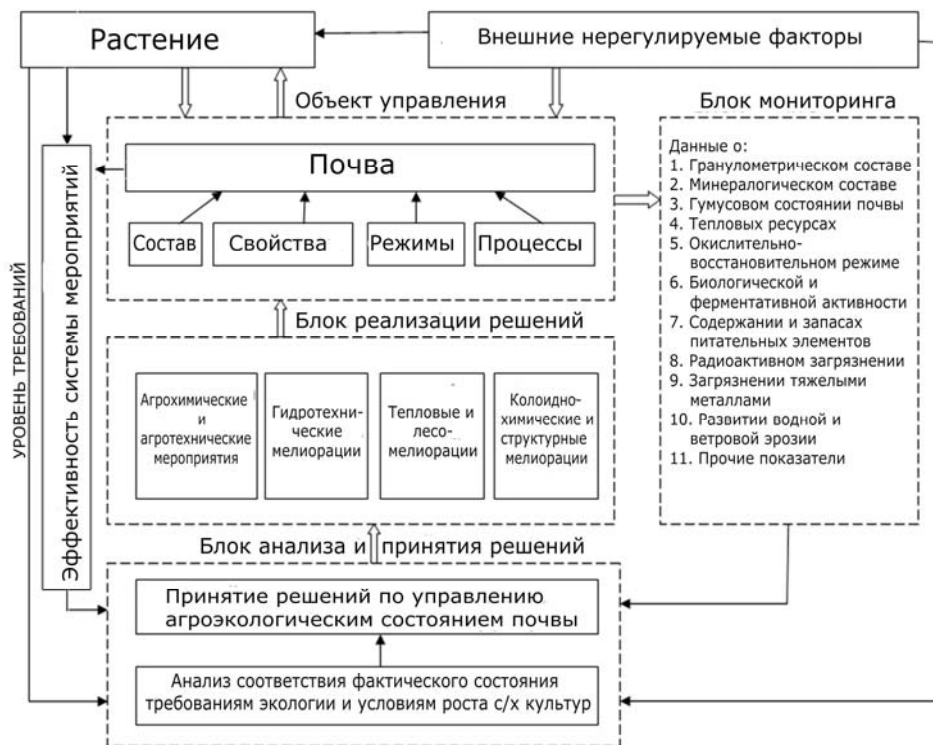 Растение
Внешние нерегулируемые факторы
Объект управления
Блок мониторинга
Почва
Состав
Свойства
Режимы
Процессы
Данные о:
1. Гранулометрическом составе
2. Минералогическом составе
3. Гумусовом состоянии почвы
4. Тепловых ресурсах
5. Окислительно-
восстановительном режиме
6. Биологической и
ферментативной активности
7. Содержании и запасах
питательных элементов
8. Радиоактивном загрязнении
9. Загрязнении тяжелыми
металлами
10. Развитии водной и
ветровой эрозии
11. Прочие показатели
УРОВЕНЬ ТРЕБОВАНИЙ
Эффективность системы мероприятий
Блок реализации решений
Агрохимические
и
агротехнические
мероприятия
Гидротехни-
ческие
мелиорации
Тепловые и
лесо-
мелиорации
Колоидно-
химические и
структурные
мелиорации
Блок анализа и принятия решений
Принятие решений по управлению
агроэкологическим состоянием почвы
Анализ соответствия фактического состояния
требованиям экологии и условиям роста с/х культур